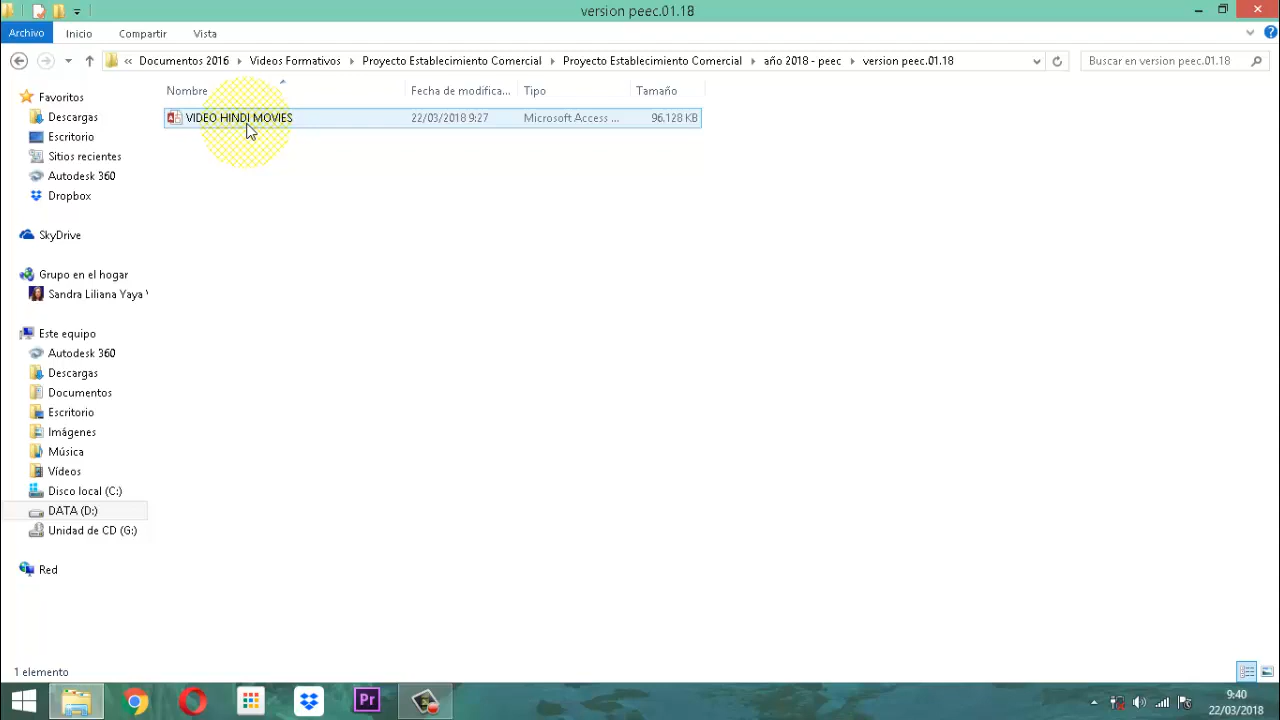 version peec.01.18
Archivo Inicio Compartir Vista
« Documentos 2016 Videos Formativos Proyecto Establecimiento Comercial Proyecto Establecimiento Comercial año 2018 - peec version peec.01.18 Buscar en version peec.01.18
Nombre Fecha de modifica... Tipo Tamaño
VIDEO HINDI MOVIES 22/03/2018 9:27 Microsoft Access ... 96.128 KB
Favoritos
Descargas
Escritorio
Sitios recientes
Autodesk 360
Dropbox
SkyDrive
Grupo en el hogar
Sandra Liliana Yaya
Este equipo
Autodesk 360
Descargas
Documentos
Escritorio
Imágenes
Música
Vídeos
Disco local (C:)
DATA (D:)
Unidad de CD (G:)
Red
1 elemento
Pr
9:40
22/03/2018